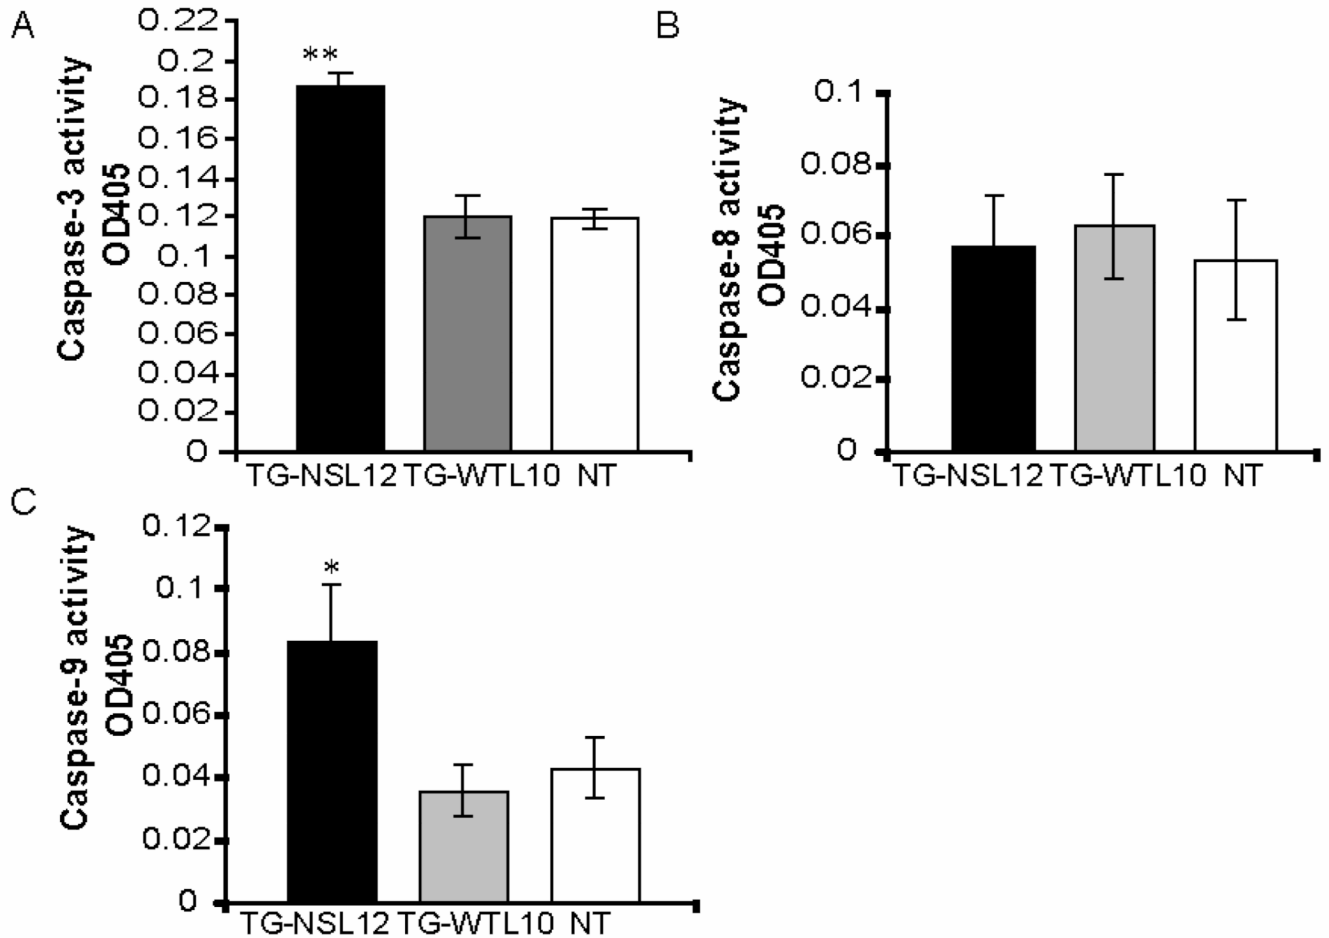 A
Caspase-3 activity
OD405
0.22
0.2
0.18
0.16
0.14
0.12
0.1
0.08
0.06
0.04
0.02
0
**
TG-NSL12 TG-WTL10 NT
B
Caspase-8 activity
OD405
0.1
0.08
0.06
0.04
0.02
0
TG-NSL12 TG-WTL10 NT
C
Caspase-9 activity
OD405
0.12
0.1
0.08
0.06
0.04
0.02
0
*
TG-NSL12 TG-WTL10 NT